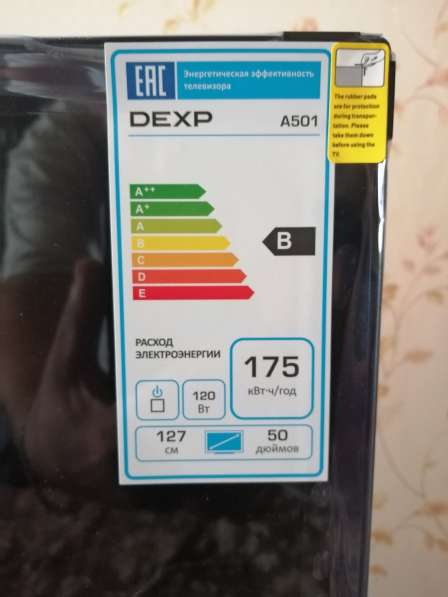 EAC
Энергетическая эффективность
телевизора
DEXP A501
A++
A+
A
B
C
D
E
B
РАСХОД
ЭЛЕКТРОЭНЕРГИИ
175
кВт·ч/год
120
Вт
127
см
50
дюймов
The rubber pads
are for protection
during transpor-
tation. Please
take them down
before using the
TV